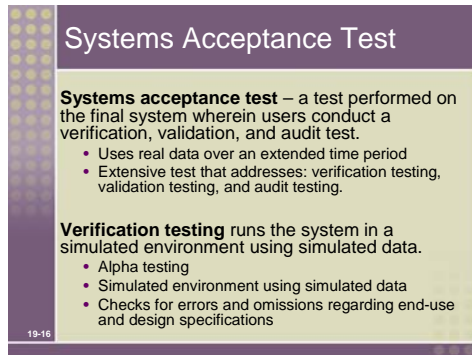 Systems Acceptance Test
Systems acceptance test – a test performed on
the final system wherein users conduct a
verification, validation, and audit test.
• Uses real data over an extended time period
• Extensive test that addresses: verification testing,
validation testing, and audit testing.
Verification testing runs the system in a
simulated environment using simulated data.
• Alpha testing
• Simulated environment using simulated data
• Checks for errors and omissions regarding end-use
and design specifications
19-16